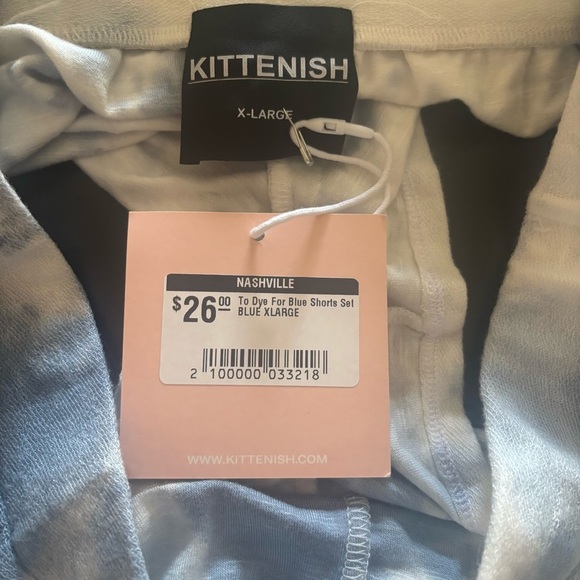 KITTENISH
X-LARGE
NASHVILLE
$26.00 To Dye For Blue Shorts Set
BLUE XLARGE
2 100000 033218
WWW.KITTENISH.COM